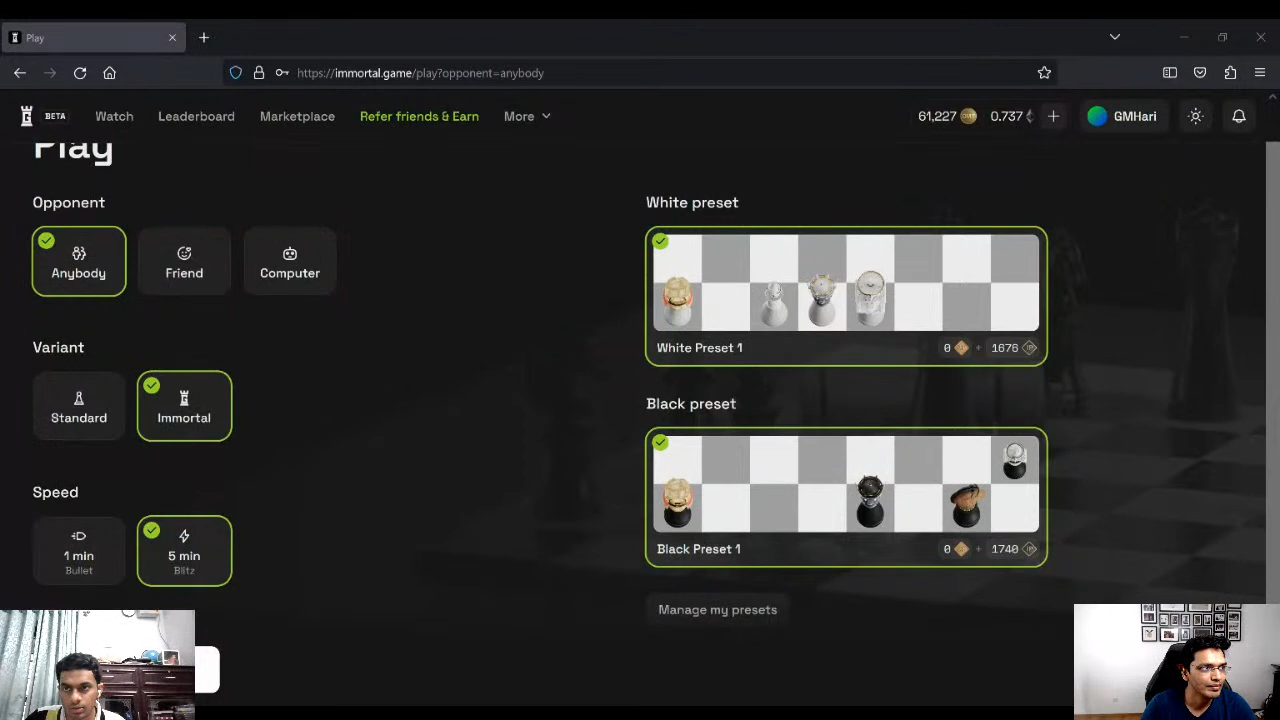 Play
https://immortal.game/play?opponent=anybody
BETA
Watch
Leaderboard
Marketplace
Refer friends & Earn
More
61,227
0.737
GMHari
Play
Opponent
Anybody
Friend
Computer
Variant
Standard
Immortal
Speed
1 min
Bullet
5 min
Blitz
White preset
White Preset 1
0 + 1676
Black preset
Black Preset 1
0 + 1740
Manage my presets